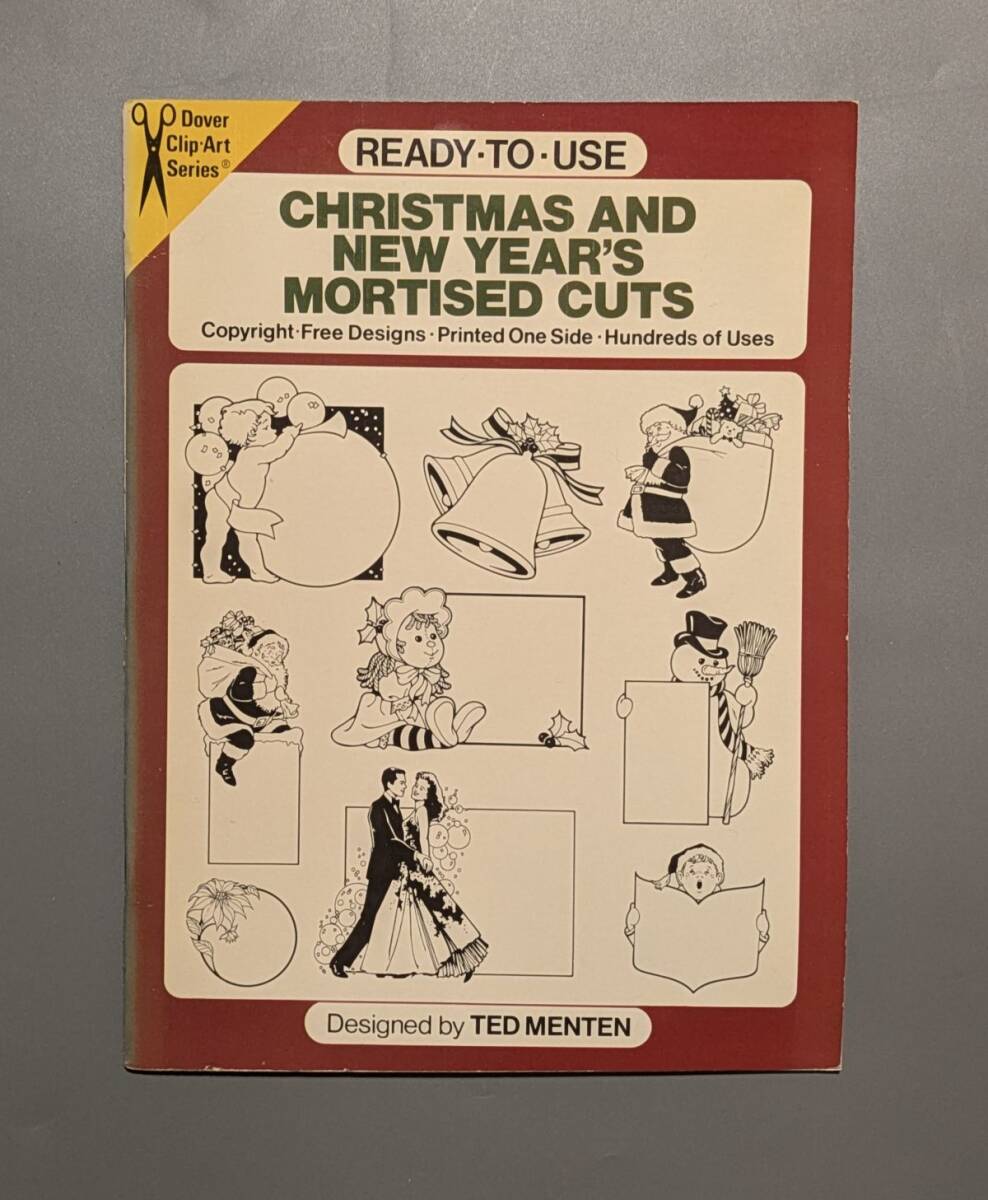 Dover
Clip·Art
Series®
READY·TO·USE
CHRISTMAS AND
NEW YEAR'S
MORTISED CUTS
Copyright·Free Designs·Printed One Side·Hundreds of Uses
Designed by TED MENTEN